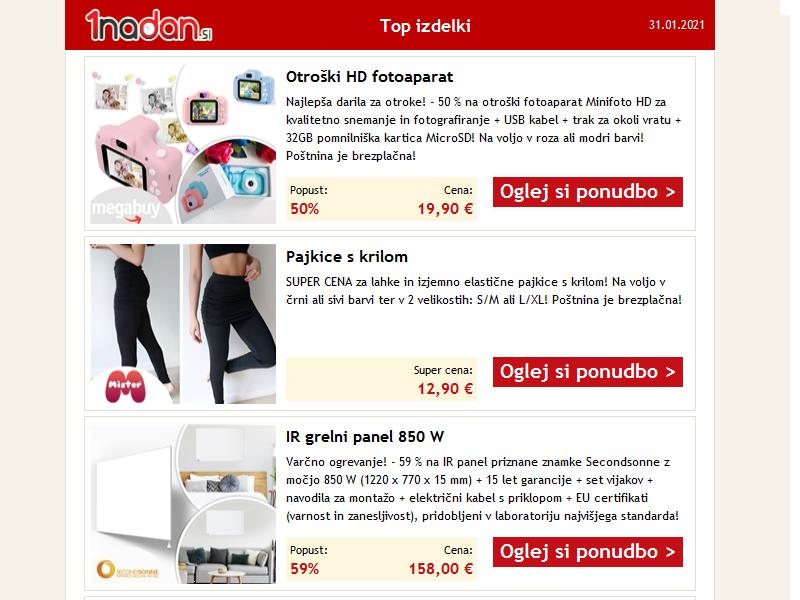 1nadan.si
Top izdelki
31.01.2021
Otroški HD fotoaparat
Najlepša darila za otroke! - 50 % na otroški fotoaparat Minifoto HD za
kvalitetno snemanje in fotografiranje + USB kabel + trak za okoli vratu +
32GB pomnilniška kartica MicroSD! Na voljo v roza ali modri barvi!
Poštnina je brezplačna!
megabuy
Popust:
Cena:
50%
19,90 €
Oglej si ponudbo >
Pajkice s krilom
SUPER CENA za lahke in izjemno elastične pajkice s krilom! Na voljo v
črni ali sivi barvi ter v 2 velikostih: S/M ali L/XL! Poštnina je brezplačna!
Mister
Super cena:
12,90 €
Oglej si ponudbo >
IR grelni panel 850 W
Varčno ogrevanje! - 59 % na IR panel priznane znamke Secondsonne z
močjo 850 W (1220 x 770 x 15 mm) + 15 let garancije + set vijakov +
navodila za montažo + električni kabel s priklopom + EU certifikati
(varnost in zanesljivost), pridobljeni v laboratoriju najvišjega standarda!
SECONDSONNE
Popust:
Cena:
59%
158,00 €
Oglej si ponudbo >